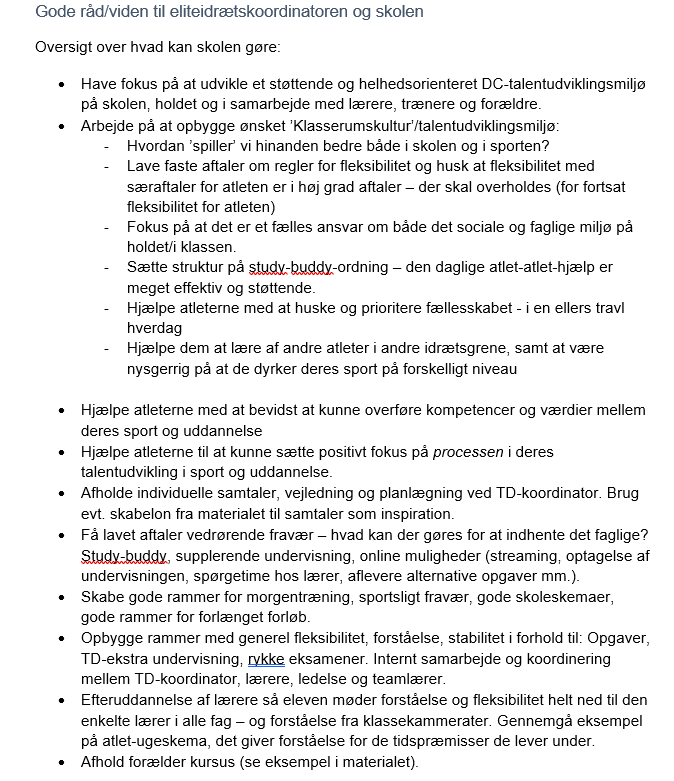 Gode råd/viden til eliteidrætskoordinatoren og skolen
Oversigt over hvad kan skolen gøre:
• Have fokus på at udvikle et støttende og helhedsorienteret DC-talentudviklingsmiljø
på skolen, holdet og i samarbejde med lærere, trænere og forældre.
• Arbejde på at opbygge ønsket ’Klasserumskultur’/talentudviklingsmiljø:
- Hvordan ’spiller’ vi hinanden bedre både i skolen og i sporten?
- Lave faste aftaler om regler for fleksibilitet og husk at fleksibilitet med
særaftaler for atleten er i høj grad aftaler – der skal overholdes (for fortsat
fleksibilitet for atleten)
- Fokus på at det er et fælles ansvar om både det sociale og faglige miljø på
holdet/i klassen.
- Sætte struktur på study-buddy-ordning – den daglige atlet-atlet-hjælp er
meget effektiv og støttende.
- Hjælpe atleterne med at huske og prioritere fællesskabet - i en ellers travl
hverdag
- Hjælpe dem at lære af andre atleter i andre idrætsgrene, samt at være
nysgerrig på at de dyrker deres sport på forskelligt niveau
• Hjælpe atleterne med at bevidst at kunne overføre kompetencer og værdier mellem
deres sport og uddannelse
• Hjælpe atleterne til at kunne sætte positivt fokus på processen i deres
talentudvikling i sport og uddannelse.
• Afholde individuelle samtaler, vejledning og planlægning ved TD-koordinator. Brug
evt. skabelon fra materialet til samtaler som inspiration.
• Få lavet aftaler vedrørende fravær – hvad kan der gøres for at indhente det faglige?
Study-buddy, supplerende undervisning, online muligheder (streaming, optagelse af
undervisningen, spørgetime hos lærer, aflevere alternative opgaver mm.).
• Skabe gode rammer for morgentræning, sportsligt fravær, gode skoleskemaer,
gode rammer for forlænget forløb.
• Opbygge rammer med generel fleksibilitet, forståelse, stabilitet i forhold til: Opgaver,
TD-ekstra undervisning, rykke eksamener. Internt samarbejde og koordinering
mellem TD-koordinator, lærere, ledelse og teamlærer.
• Efteruddannelse af lærere så eleven møder forståelse og fleksibilitet helt ned til den
enkelte lærer i alle fag – og forståelse fra klassekammerater. Gennemgå eksempel
på atlet-ugeskema, det giver forståelse for de tidspræmisser de lever under.
• Afhold forælder kursus (se eksempel i materialet).